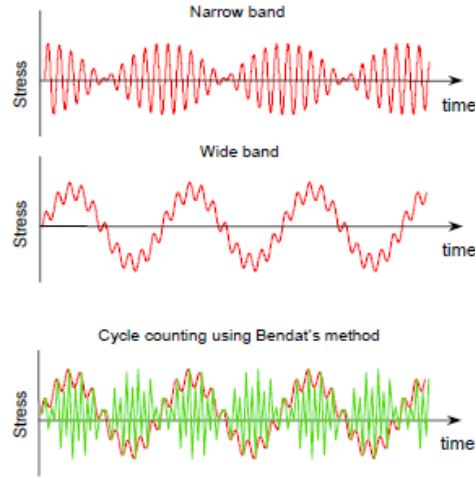 Narrow band
Stress
time
Wide band
Stress
time
Cycle counting using Bendat's method
Stress
time